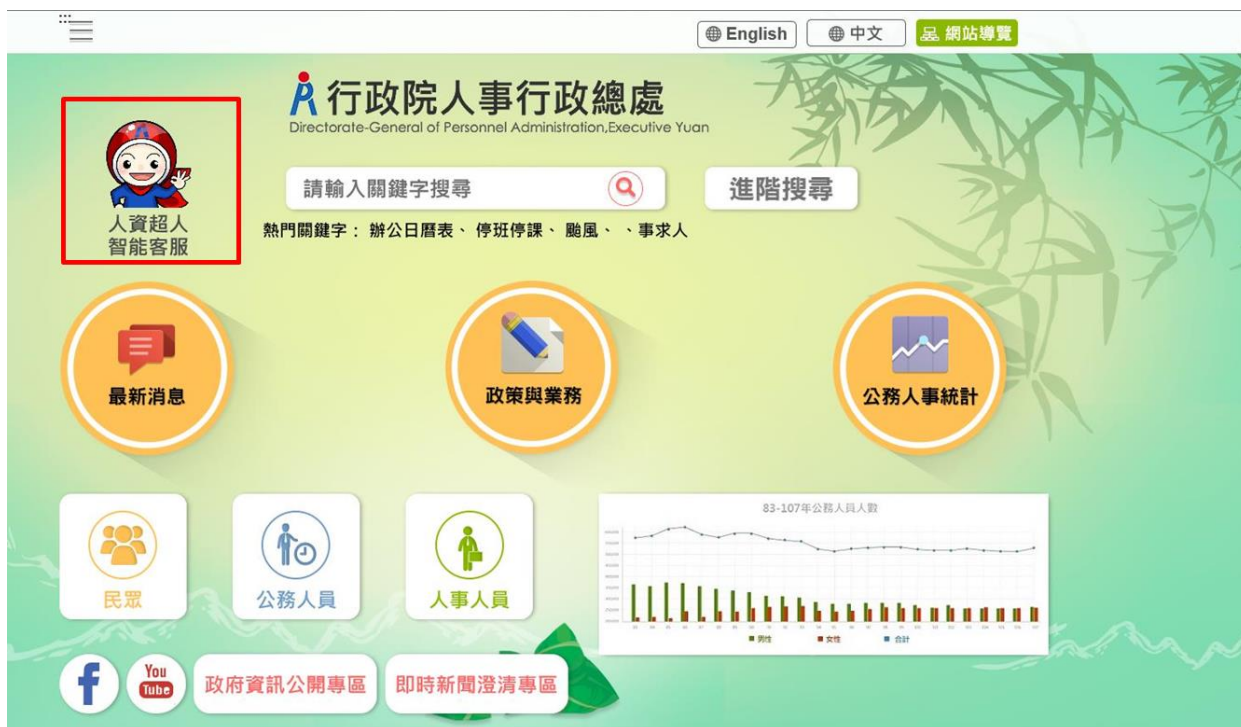 English
中文
網站導覽
行政院人事行政總處
Directorate-General of Personnel Administration,Executive Yuan
請輸入關鍵字搜尋
進階搜尋
人資超人
智能客服
熱門關鍵字： 辦公日曆表、 停班停課、 颱風、 、事求人
最新消息
政策與業務
公務人事統計
83-107年公務人員人數
男性 女性 合計
民眾
公務人員
人事人員
f
You
Tube
政府資訊公開專區
即時新聞澄清專區